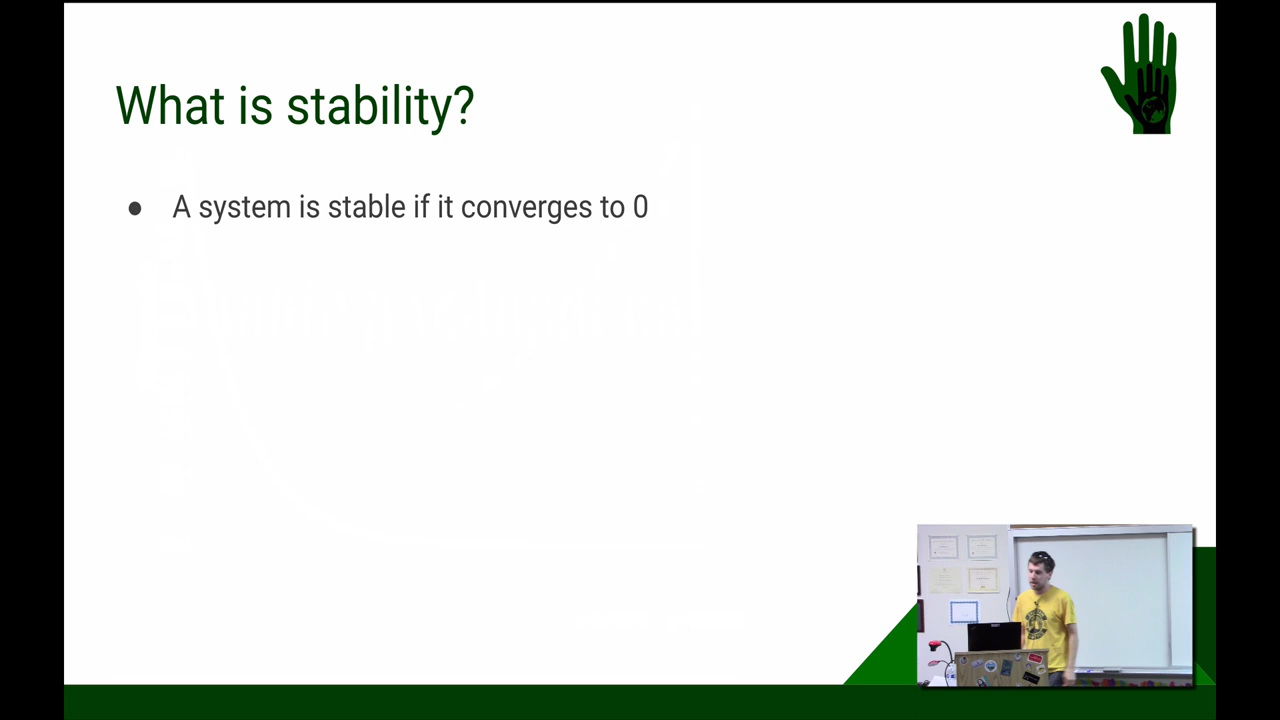 What is stability?
● A system is stable if it converges to 0